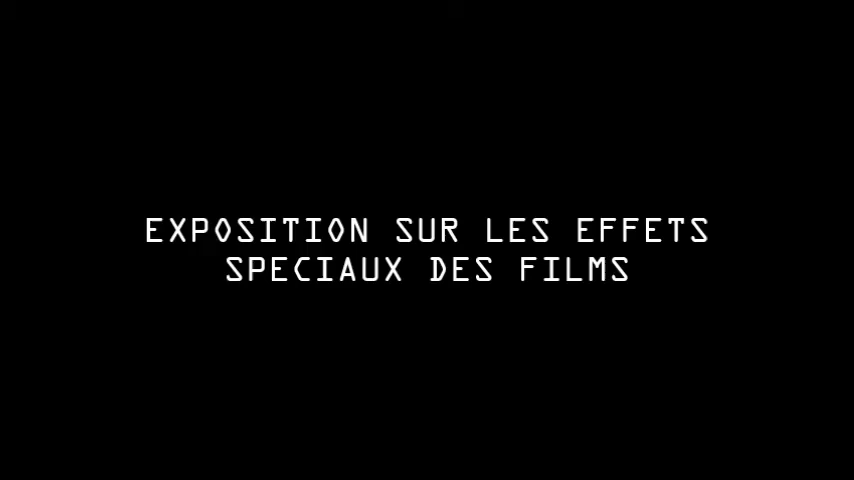 EXPOSITION SUR LES EFFETS
SPECIAUX DES FILMS